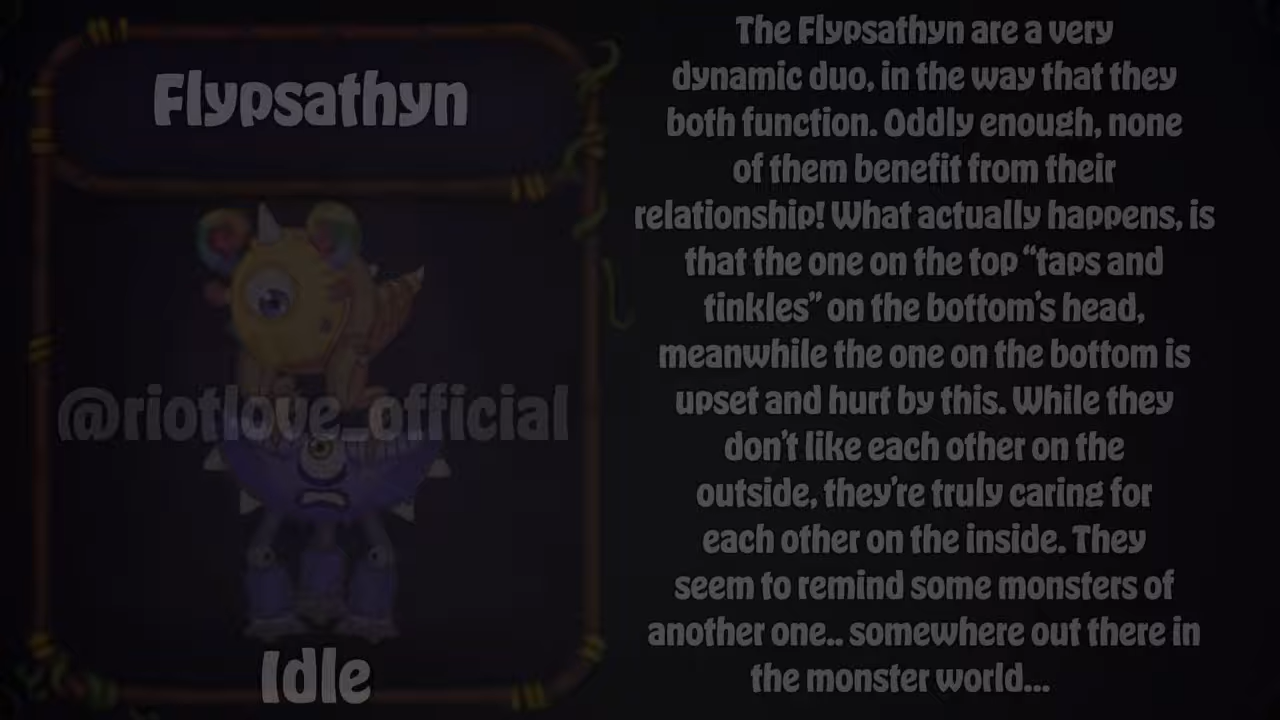 Flypsathyn
@riotlove_official
Idle
The Flypsathyn are a very
dynamic duo, in the way that they
both function. Oddly enough, none
of them benefit from their
relationship! What actually happens, is
that the one on the top “taps and
tinkles” on the bottom’s head,
meanwhile the one on the bottom is
upset and hurt by this. While they
don’t like each other on the
outside, they’re truly caring for
each other on the inside. They
seem to remind some monsters of
another one.. somewhere out there in
the monster world...